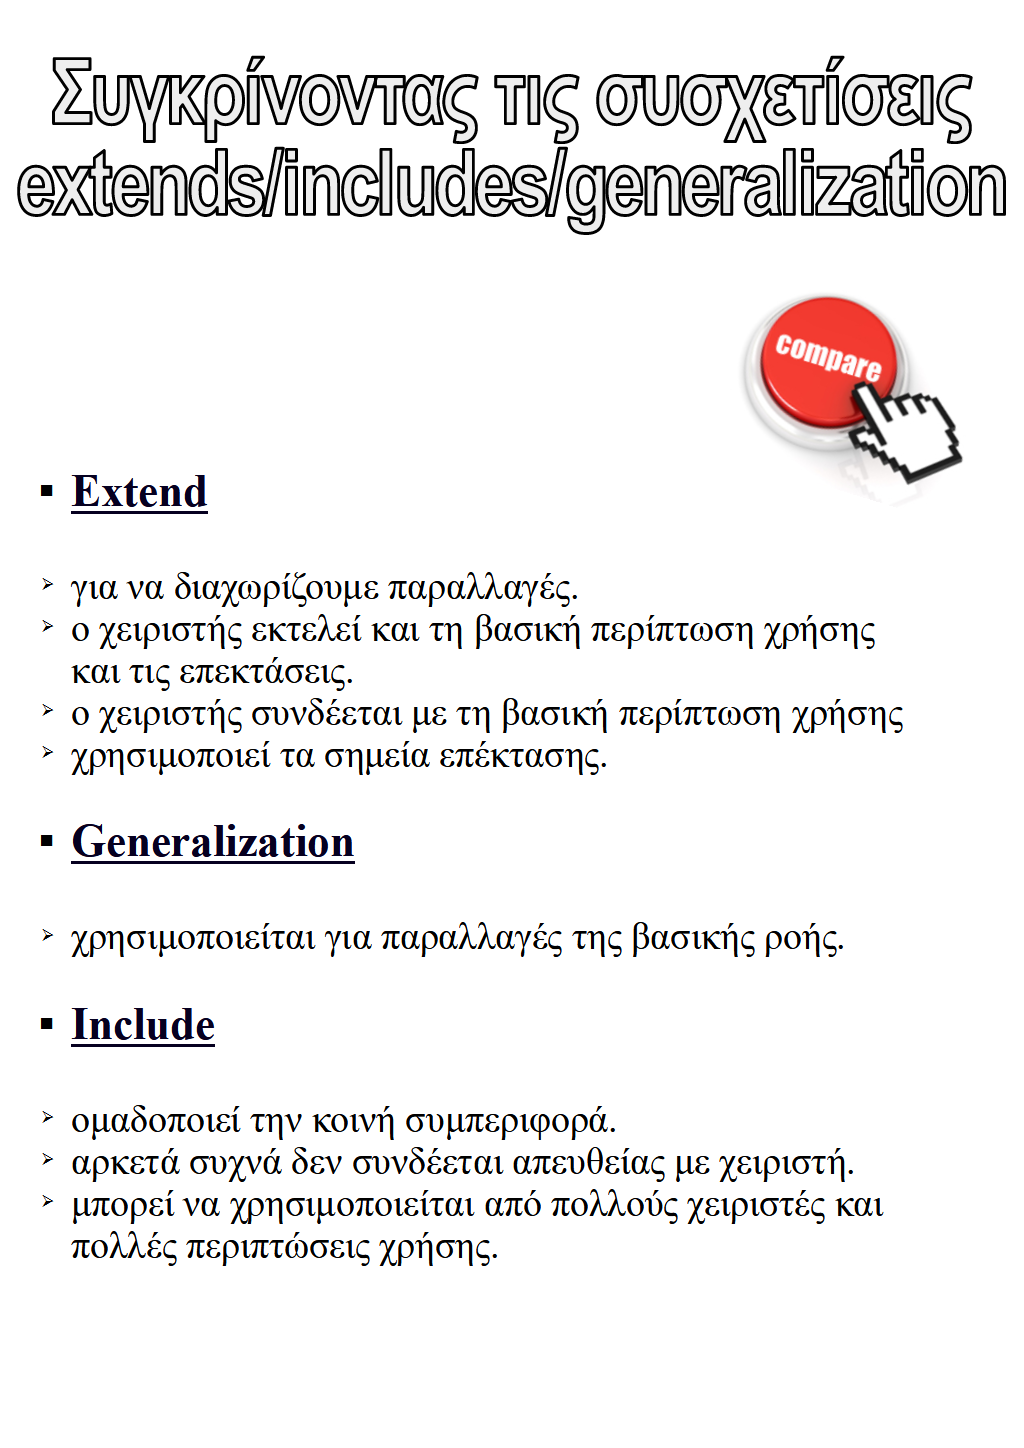 Συγκρίνοντας τις συσχετίσεις
extends/includes/generalization
compare
▪ Extend
➢ για να διαχωρίζουμε παραλλαγές.
➢ ο χειριστής εκτελεί και τη βασική περίπτωση χρήσης
και τις επεκτάσεις.
➢ ο χειριστής συνδέεται με τη βασική περίπτωση χρήσης
➢ χρησιμοποιεί τα σημεία επέκτασης.
▪ Generalization
➢ χρησιμοποιείται για παραλλαγές της βασικής ροής.
▪ Include
➢ ομαδοποιεί την κοινή συμπεριφορά.
➢ αρκετά συχνά δεν συνδέεται απευθείας με χειριστή.
➢ μπορεί να χρησιμοποιείται από πολλούς χειριστές και
πολλές περιπτώσεις χρήσης.